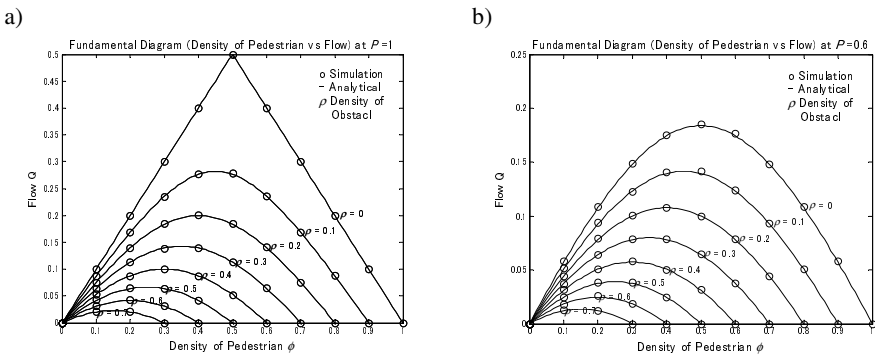 a)
Fundamental Diagram (Density of Pedestrian vs Flow) at P=1
0.5
0.45
0.4
0.35
0.3
0.25
0.2
0.15
0.1
0.05
0
Flow Q
o Simulation
– Analytical
ρ Density of
Obstacl
ρ = 0
ρ = 0.1
ρ = 0.2
ρ = 0.3
ρ = 0.4
ρ = 0.5
ρ = 0.6
0 0.1 0.2 0.3 0.4 0.5 0.6 0.7 0.8 0.9 1
Density of Pedestrian ϕ
b)
Fundamental Diagram (Density of Pedestrian vs Flow) at P=0.6
0.25
0.2
0.15
0.1
0.05
0
Flow Q
o Simulation
– Analytical
ρ Density of
Obstacl
ρ = 0
ρ = 0.1
ρ = 0.2
ρ = 0.3
ρ = 0.4
ρ = 0.5
ρ = 0.6
ρ = 0.7
0 0.1 0.2 0.3 0.4 0.5 0.6 0.7 0.8 0.9 1
Density of Pedestrian ϕ